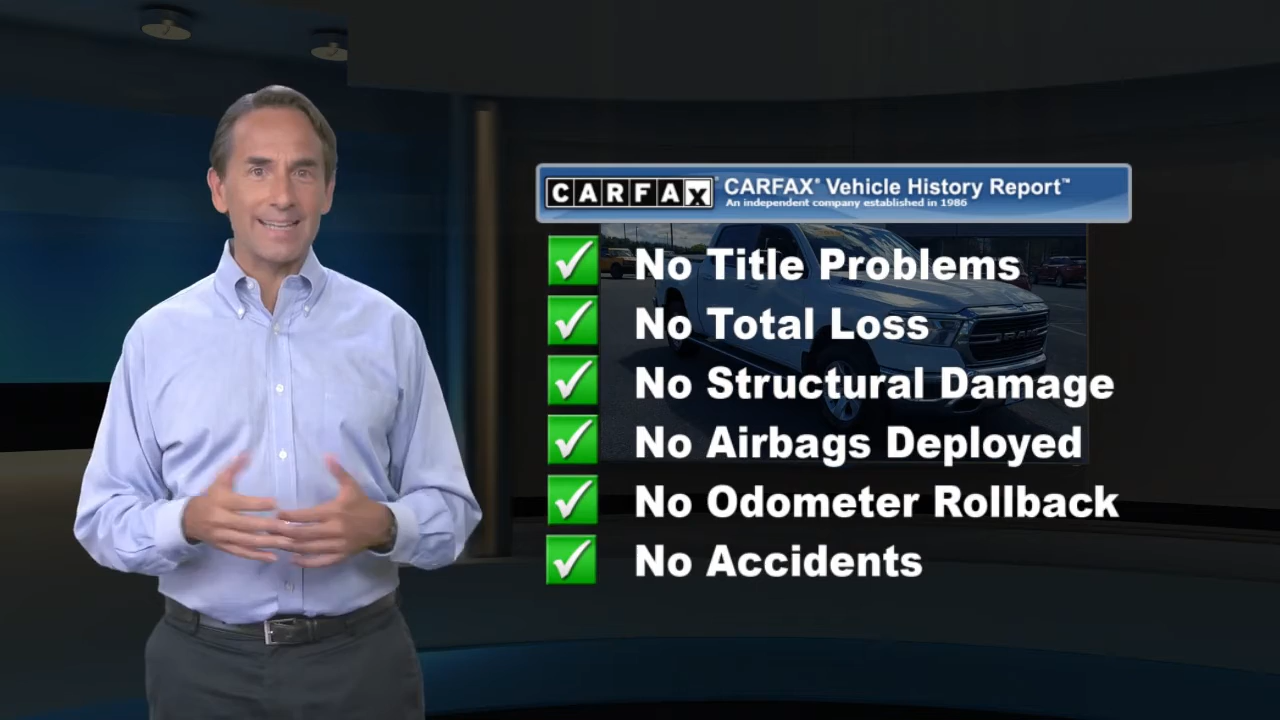 CARFAX
CARFAX® Vehicle History Report™
An independent company established in 1986
No Title Problems
No Total Loss
No Structural Damage
No Airbags Deployed
No Odometer Rollback
No Accidents
RAM